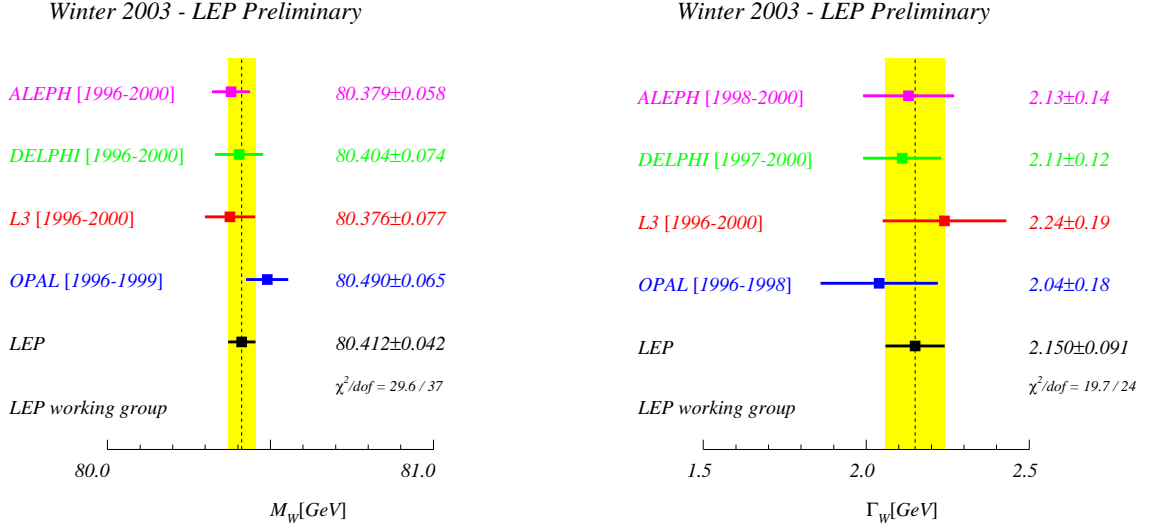 Winter 2003 - LEP Preliminary
ALEPH [1996-2000] 80.379±0.058
DELPHI [1996-2000] 80.404±0.074
L3 [1996-2000] 80.376±0.077
OPAL [1996-1999] 80.490±0.065
LEP 80.412±0.042
χ²/dof = 29.6 / 37
LEP working group
80.0 81.0
M_W[GeV]
Winter 2003 - LEP Preliminary
ALEPH [1998-2000] 2.13±0.14
DELPHI [1997-2000] 2.11±0.12
L3 [1996-2000] 2.24±0.19
OPAL [1996-1998] 2.04±0.18
LEP 2.150±0.091
χ²/dof = 19.7 / 24
LEP working group
1.5 2.0 2.5
Γ_W[GeV]